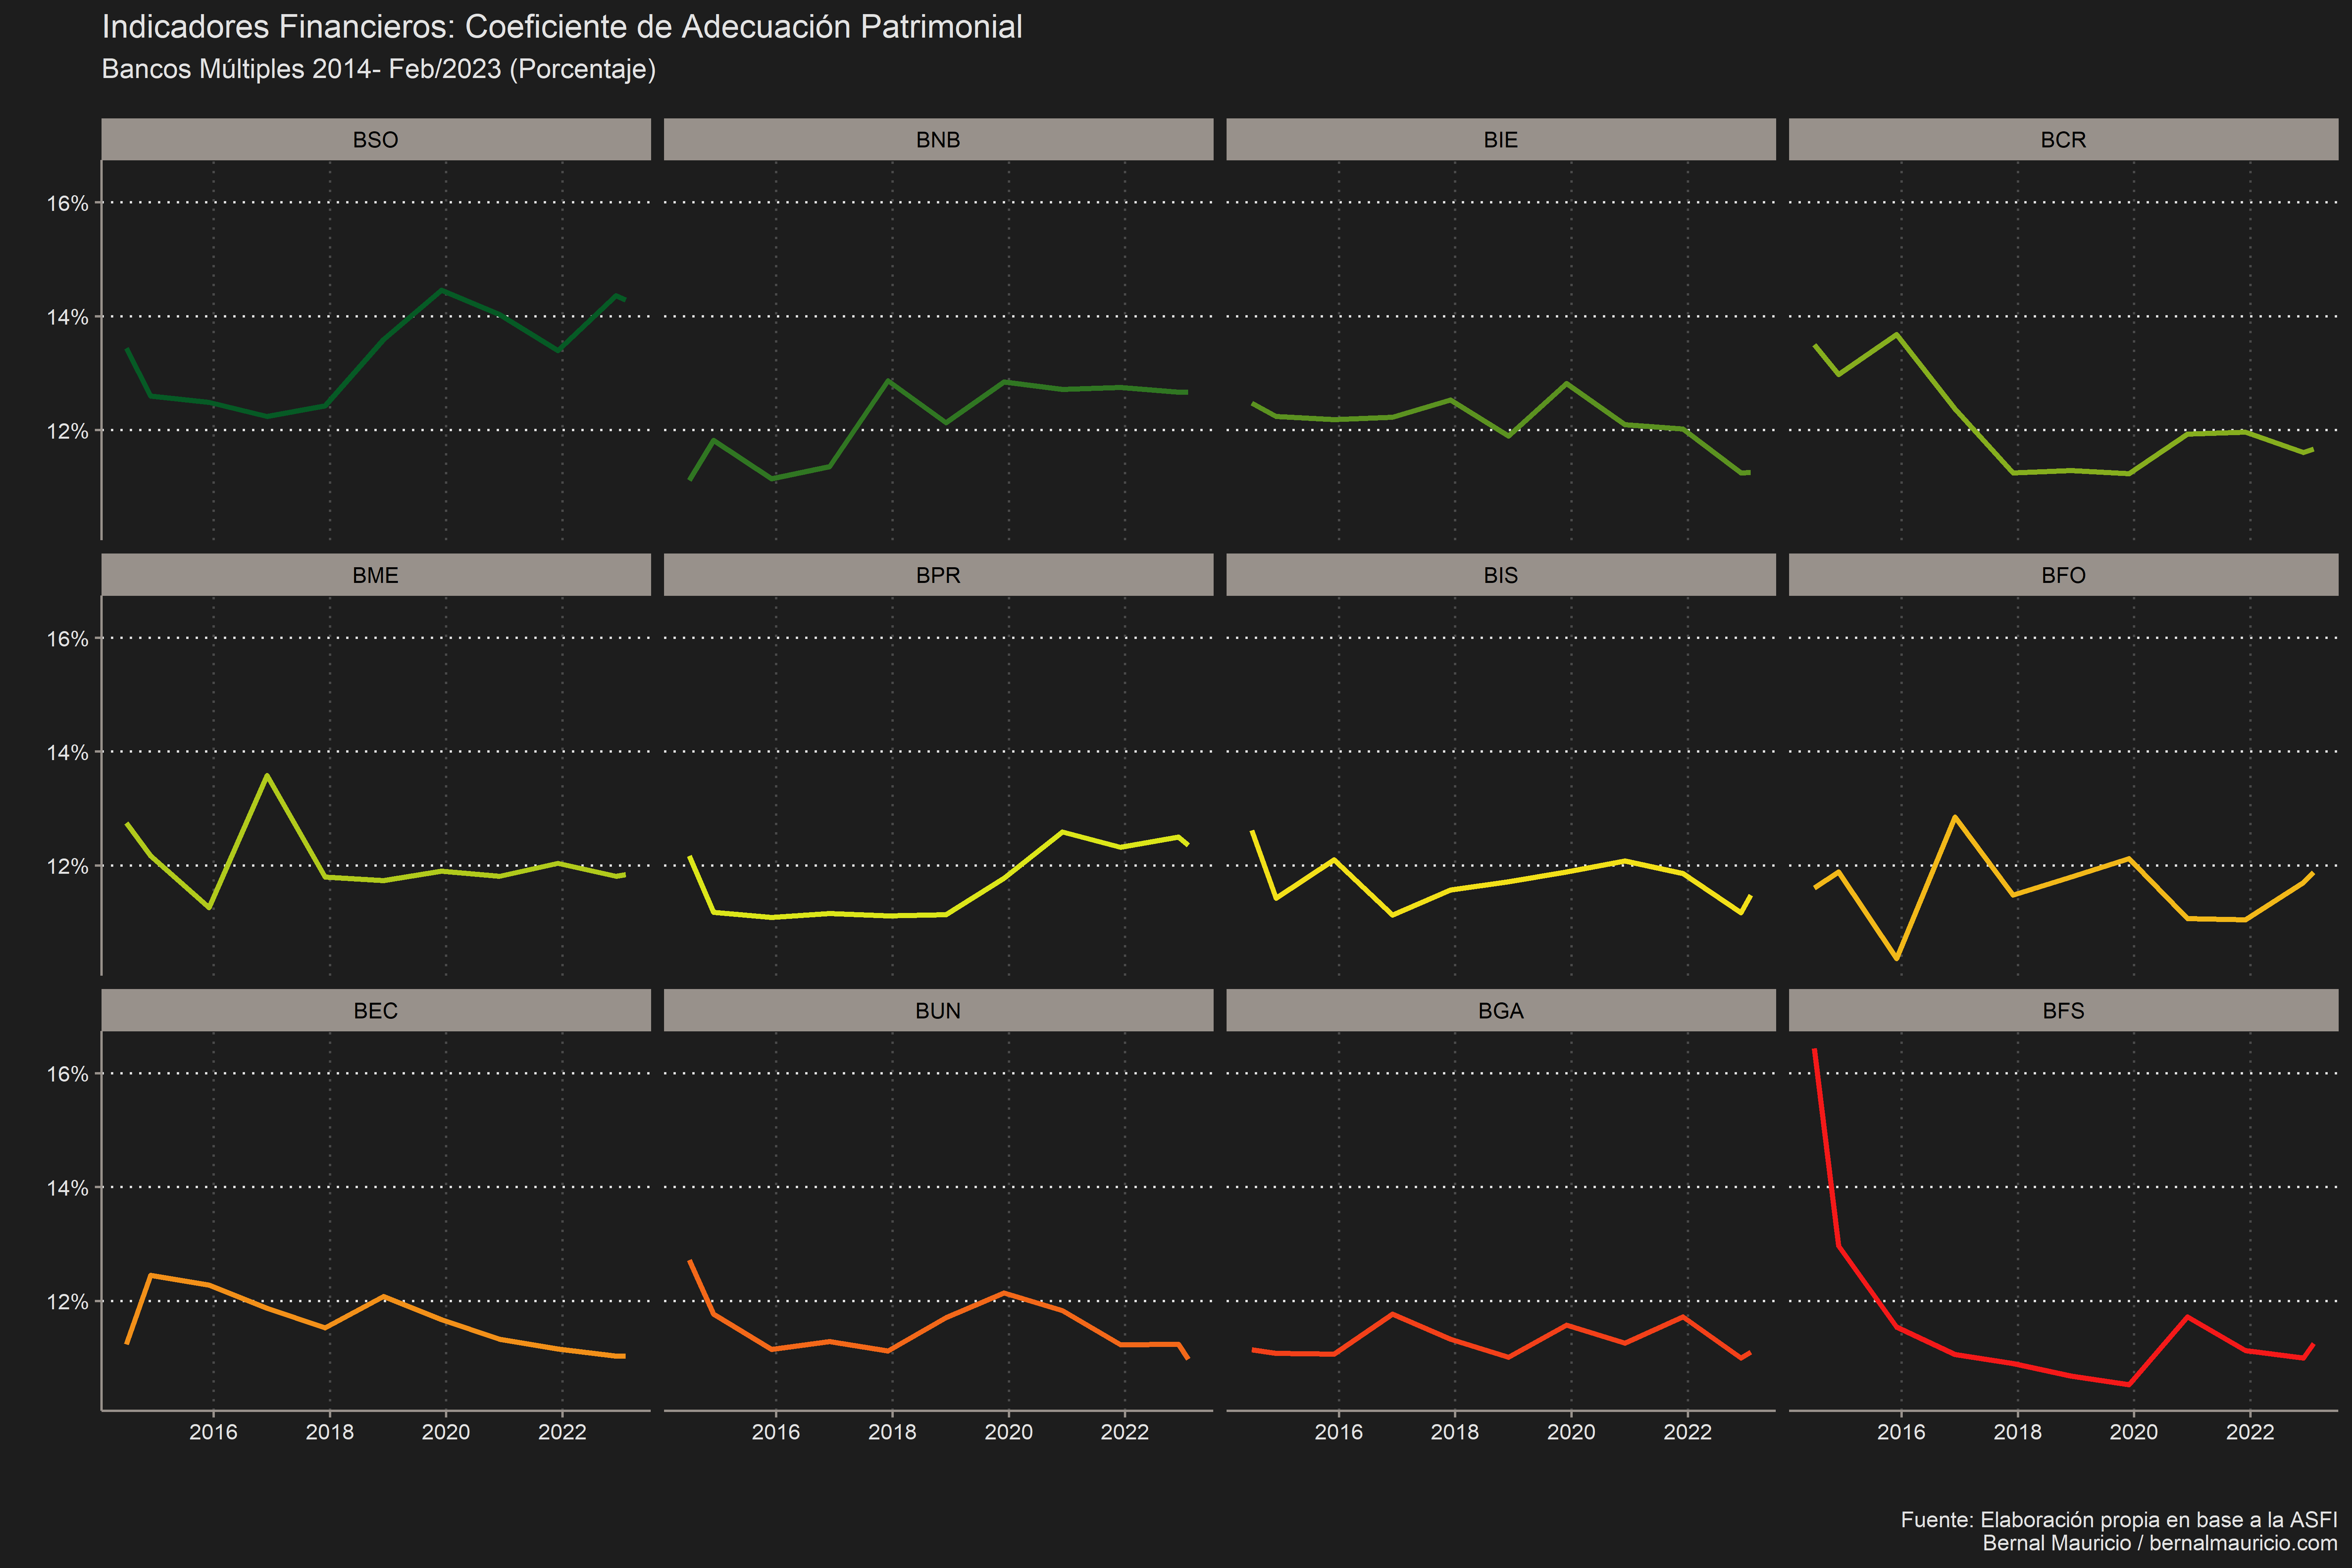 Indicadores Financieros: Coeficiente de Adecuación Patrimonial
Bancos Múltiples 2014- Feb/2023 (Porcentaje)
BSO
BNB
BIE
BCR
16%
14%
12%
BME
BPR
BIS
BFO
16%
14%
12%
BEC
BUN
BGA
BFS
16%
14%
12%
2016 2018 2020 2022
2016 2018 2020 2022
2016 2018 2020 2022
2016 2018 2020 2022
Fuente: Elaboración propia en base a la ASFI
Bernal Mauricio / bernalmauricio.com